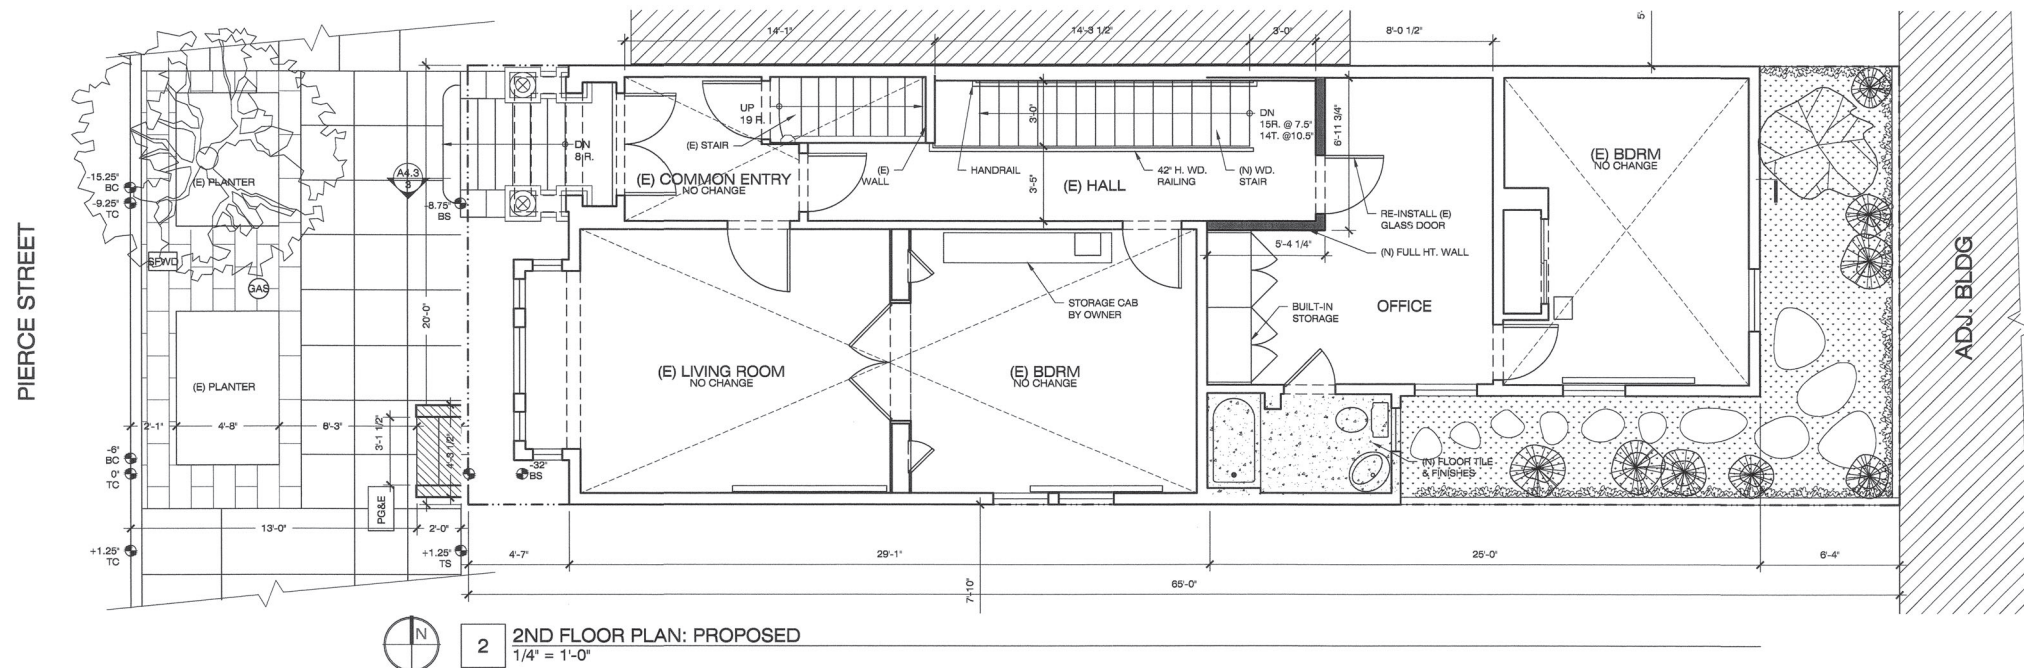 5'-
14'-1"
14'-3 1/2"
3'-0"
8'-0 1/2"
UP
19 R.
(E) STAIR
DN
8 R.
3'-0"
DN
15R. @ 7.5"
14T. @10.5"
6'-11 3/4"
(E) BDRM
NO CHANGE
A4.3
3
-15.25"
BC
-9.25"
TC
(E) PLANTER
-8.75"
BS
(E) COMMON ENTRY
NO CHANGE
(E)
WALL
HANDRAIL
3'-5"
(E) HALL
42" H. WD.
RAILING
(N) WD.
STAIR
RE-INSTALL (E)
GLASS DOOR
5'-4 1/4"
(N) FULL HT. WALL
PIERCE STREET
SFWD
GAS
20'-0"
STORAGE CAB
BY OWNER
BUILT-IN
STORAGE
OFFICE
ADJ. BLDG
(E) PLANTER
(E) LIVING ROOM
NO CHANGE
(E) BDRM
NO CHANGE
2'-1"
4'-8"
8'-3"
3'-1 1/2"
4'-3 1/2"
-6"
BC
0"
TC
-32"
BS
(N) FLOOR TILE
& FINISHES
PG&E
13'-0"
2'-0"
+1.25"
TC
+1.25"
TS
4'-7"
29'-1"
25'-0"
6'-4"
7'-10"
65'-0"
N
2
2ND FLOOR PLAN: PROPOSED
1/4" = 1'-0"